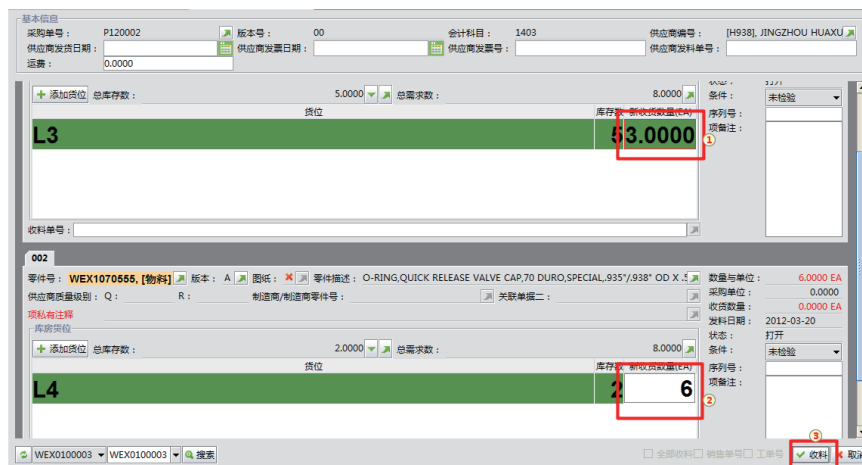 基本信息
采购单号： P120002 版本号： 00 会计科目： 1403 供应商编号： [H938], JINGZHOU HUAXU
供应商发货日期： 供应商发票日期： 供应商发票号： 供应商发料单号：
运费： 0.0000
添加货位 总库存数： 5.0000 总需求数： 8.0000 条件： 未检验
货位 库存数 新收货数量(EA) 序列号：
L3 5 3.0000 ① 项备注：
收料单号：
002
零件号： WEX1070555, [物料] 版本： A 图纸： 零件描述： O-RING,QUICK RELEASE VALVE CAP,70 DURO,SPECIAL,.935"/.938" OD X .5 数量与单位： 6.0000 EA
供应商质量级别： Q： R： 制造商/制造商零件号： 关联单据二： 采购单位： 0.0000
项私有注释 收货数量： 0.0000 EA
库房货位 发料日期： 2012-03-20
状态： 打开
添加货位 总库存数： 2.0000 总需求数： 8.0000 条件： 未检验
货位 库存数 新收货数量(EA) 序列号：
L4 2 6 ② 项备注：
③
WEX0100003 WEX0100003 搜索 全部收料 销售单号 工单号 收料